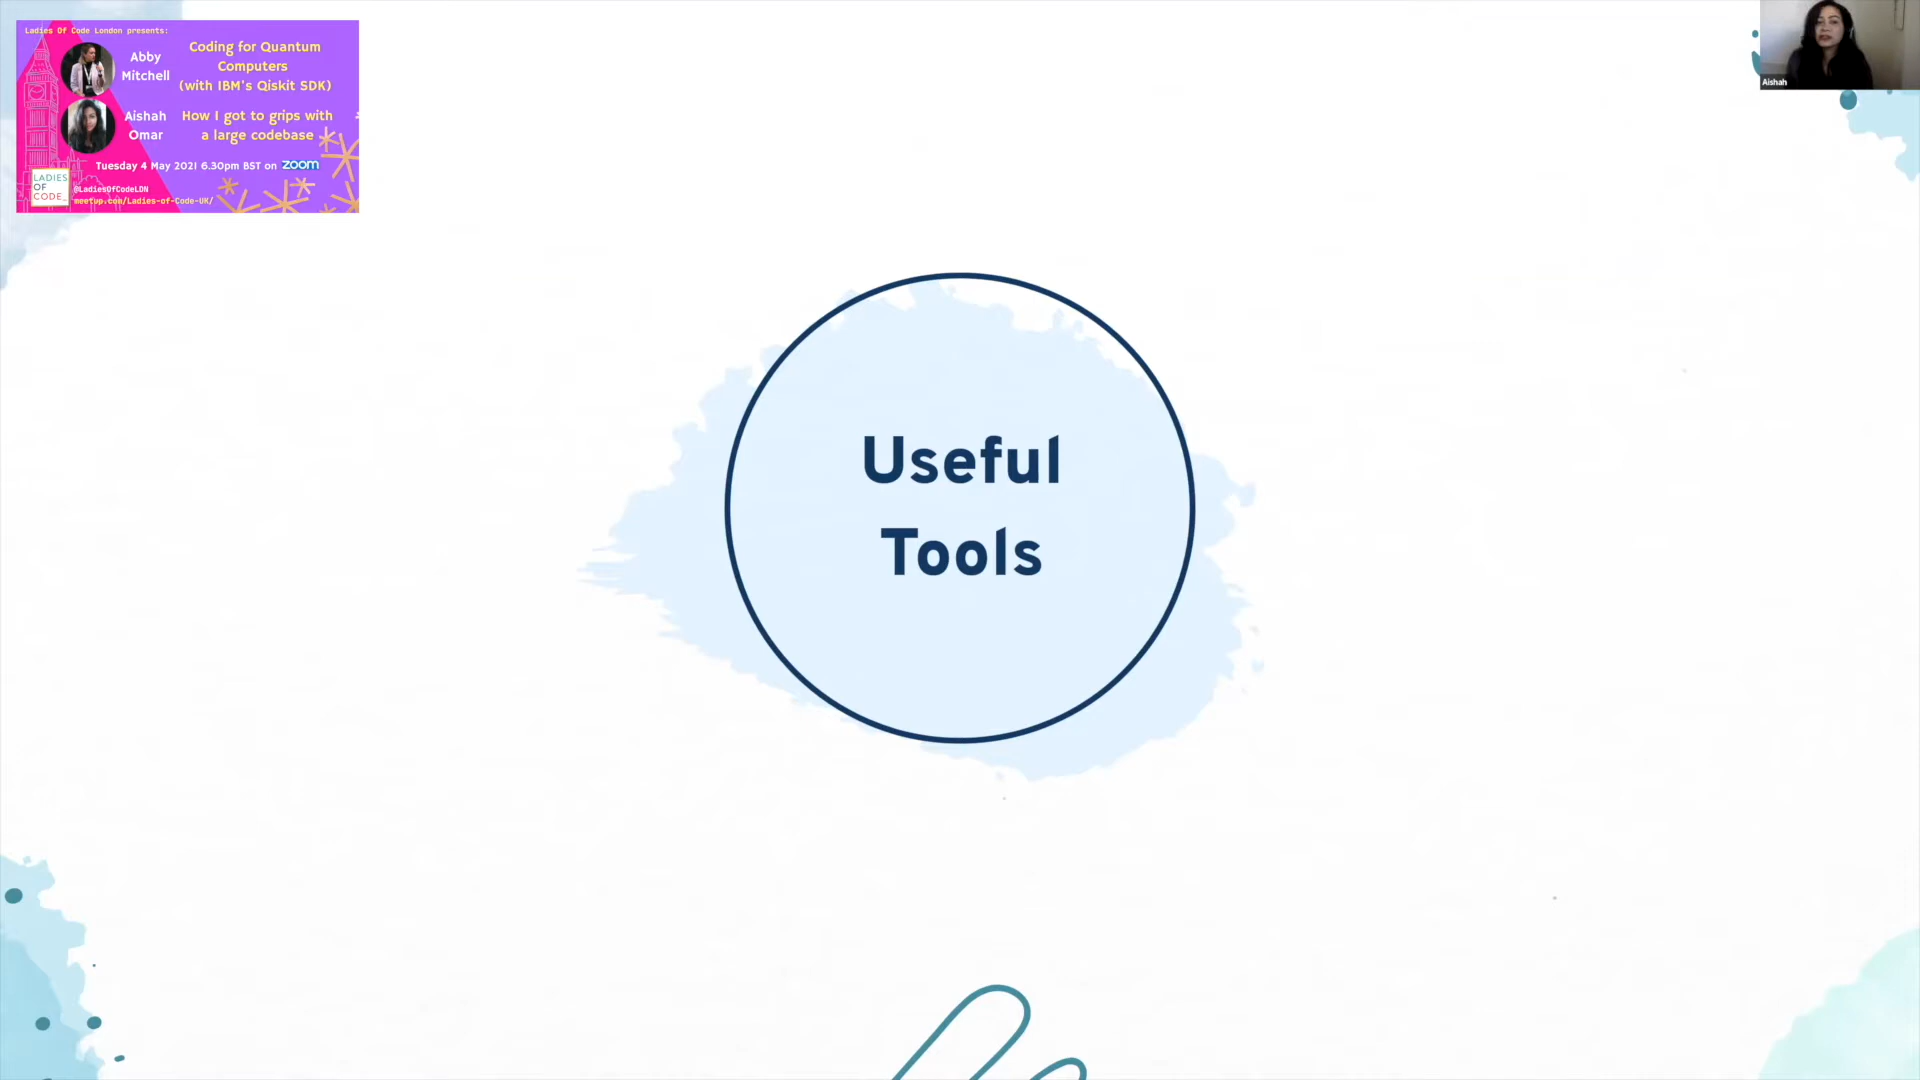 Ladies Of Code London presents:
Abby
Mitchell
Coding for Quantum
Computers
(with IBM's Qiskit SDK)
Aishah
Omar
How I got to grips with
a large codebase
Tuesday 4 May 2021 6.30pm BST on zoom
LADIES
OF
CODE_
@LadiesOfCodeLDN
meetup.com/Ladies-of-Code-UK/
Aishah
Useful
Tools